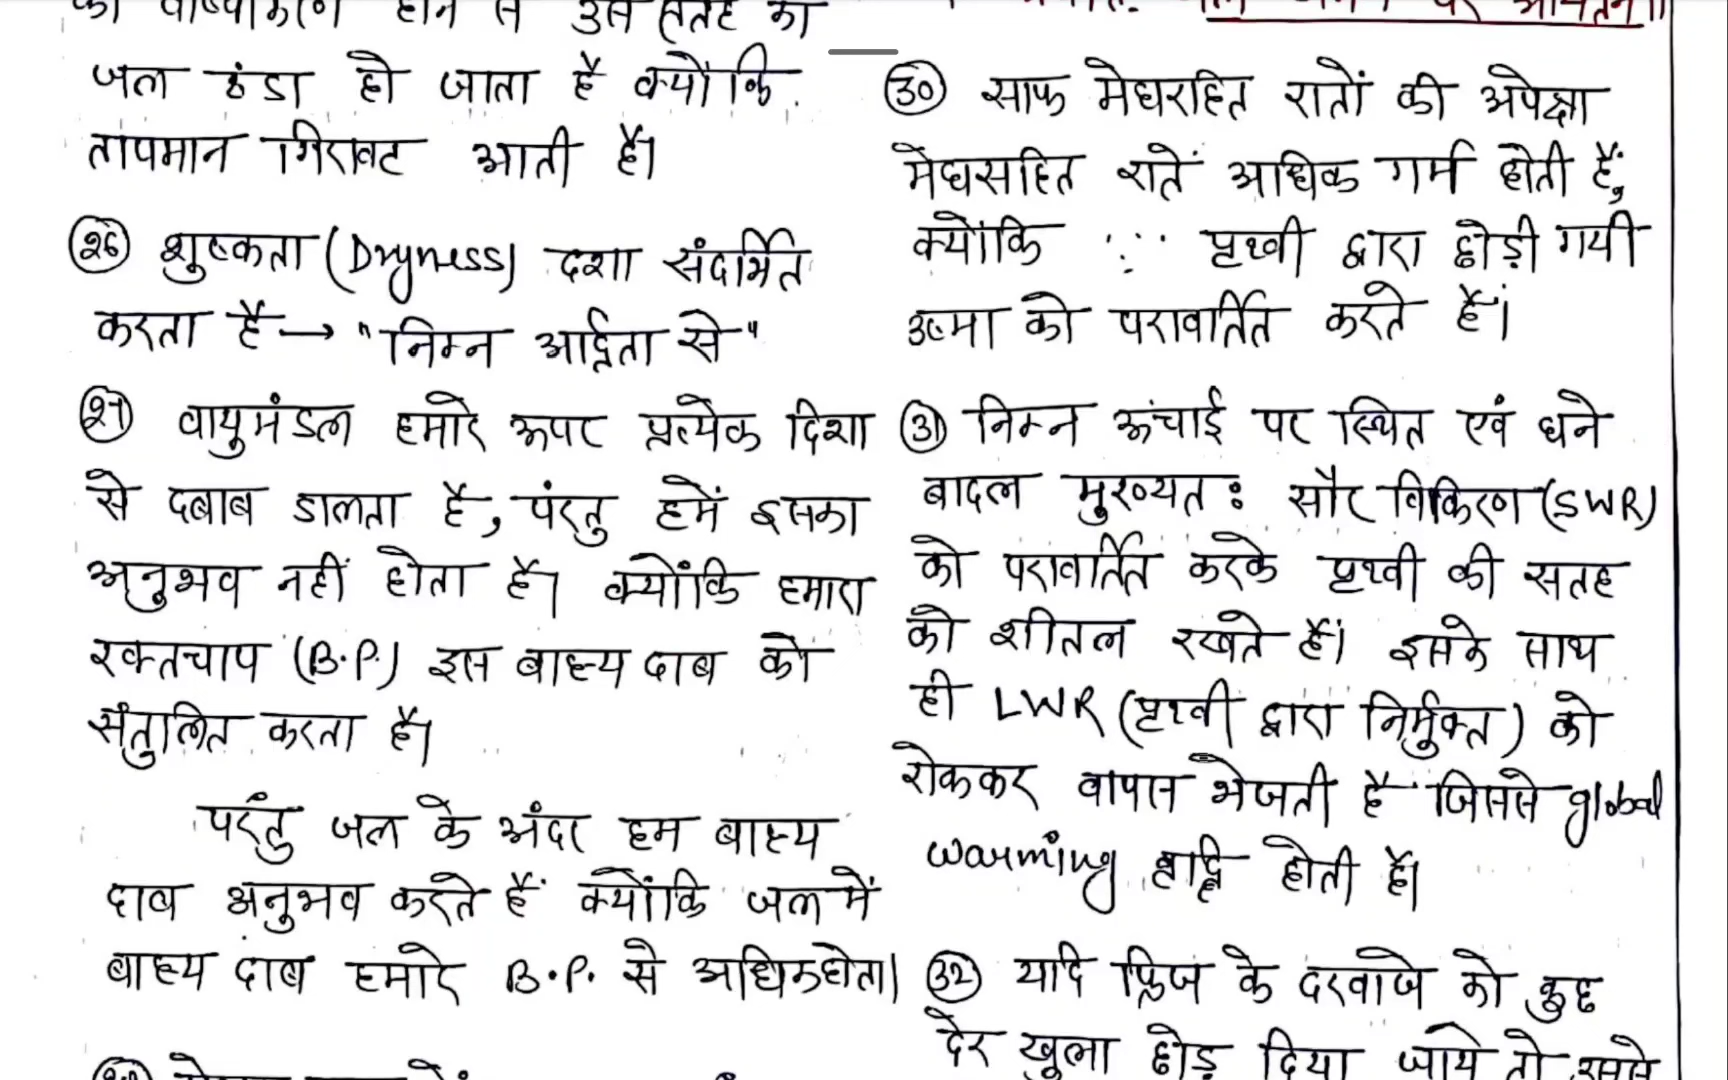 जल ठंडा हो जाता है क्योंकि
तापमान गिरावट आती है।
26 शुष्कता (Dryness) दशा संदर्भित
करता है → "निम्न आर्द्रता से"
27 वायुमंडल हमारे ऊपर प्रत्येक दिशा
से दबाब डालता है, परंतु हमें इसका
अनुभव नहीं होता है। क्योंकि हमारा
रक्तचाप (B.P.) इस बाह्य दाब को
संतुलित करता है।
परंतु जल के अंदर हम बाह्य
दाब अनुभव करते हैं क्योंकि जल में
बाह्य दाब हमारे B.P. से अधिक होता।
30 साफ मेघरहित रातों की अपेक्षा
मेघसहित रातें अधिक गर्म होती हैं,
क्योंकि पृथ्वी द्वारा छोड़ी गयी
उष्मा को परावर्तित करते हैं।
31 निम्न ऊंचाई पर स्थित एवं घने
बादल मुख्यत: सौर विकिरण (SWR)
को परावर्तित करके पृथ्वी की सतह
को शीतल रखते हैं। इसके साथ
ही LWR (पृथ्वी द्वारा निर्मुक्त) को
रोककर वापस भेजती है जिससे global
warming वृद्धि होती है।
32 यदि फ्रिज के दरवाजे को कुछ
देर खुला छोड़ दिया जाये तो इससे